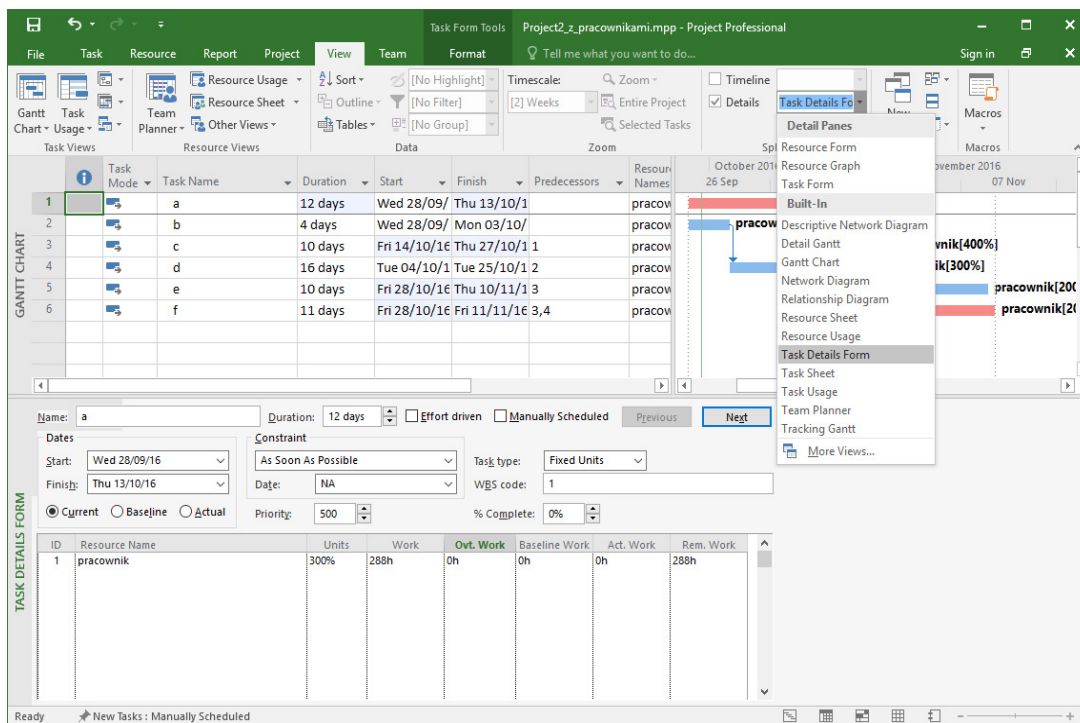 Task Form Tools Project2_z_pracownikami.mpp - Project Professional
File Task Resource Report Project View Team Format Tell me what you want to do... Sign in
Gantt Chart Task Usage Team Planner
Resource Usage
Resource Sheet
Other Views
Sort
Outline
Tables
[No Highlight]
[No Filter]
[No Group]
Timescale:
[2] Weeks
Zoom
Entire Project
Selected Tasks
Timeline
Details Task Details Fo
Macros
Task Views Resource Views Data Zoom Macros
Task Mode Task Name Duration Start Finish Predecessors Resour Names
October 201 vember 2016
26 Sep 07 Nov
1 a 12 days Wed 28/09/ Thu 13/10/1 pracov
2 b 4 days Wed 28/09/ Mon 03/10/ pracov pracow
3 c 10 days Fri 14/10/16 Thu 27/10/1 1 pracov wnik[400%]
4 d 16 days Tue 04/10/1 Tue 25/10/1 2 pracov ik[300%]
5 e 10 days Fri 28/10/16 Thu 10/11/1 3 pracov pracownik[200
6 f 11 days Fri 28/10/16 Fri 11/11/16 3,4 pracov pracownik[20
GANTT CHART
Detail Panes
Resource Form
Resource Graph
Task Form
Built-In
Descriptive Network Diagram
Detail Gantt
Gantt Chart
Network Diagram
Relationship Diagram
Resource Sheet
Resource Usage
Task Details Form
Task Sheet
Task Usage
Team Planner
Tracking Gantt
More Views...
Name: a Duration: 12 days Effort driven Manually Scheduled Previous Next
Dates Constraint
Start: Wed 28/09/16 As Soon As Possible Task type: Fixed Units
Finish: Thu 13/10/16 Date: NA WBS code: 1
Current Baseline Actual Priority: 500 % Complete: 0%
ID Resource Name Units Work Ovt. Work Baseline Work Act. Work Rem. Work
1 pracownik 300% 288h 0h 0h 0h 288h
TASK DETAILS FORM
Ready New Tasks : Manually Scheduled